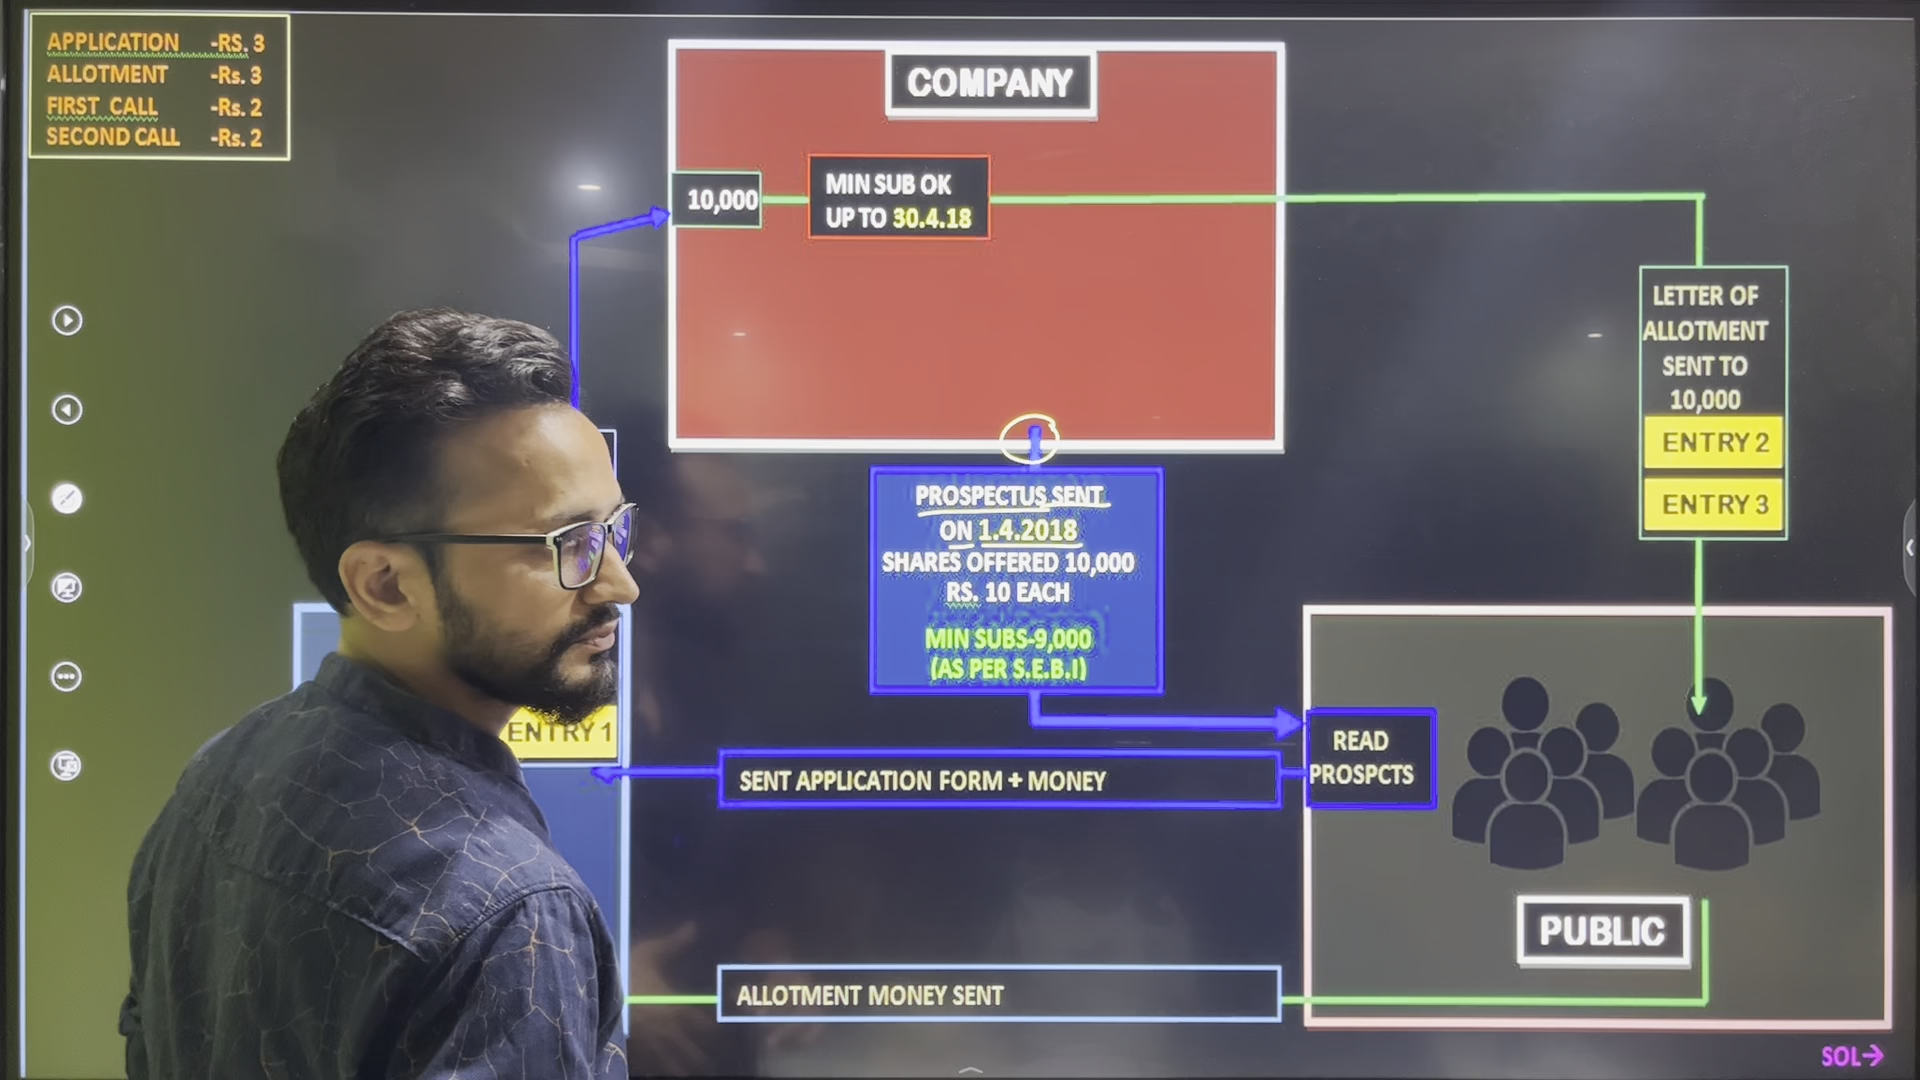 APPLICATION -RS. 3
ALLOTMENT -Rs. 3
FIRST CALL -Rs. 2
SECOND CALL -Rs. 2
COMPANY
10,000
MIN SUB OK
UP TO 30.4.18
LETTER OF
ALLOTMENT
SENT TO
10,000
ENTRY 2
ENTRY 3
PROSPECTUS SENT
ON 1.4.2018
SHARES OFFERED 10,000
RS. 10 EACH
MIN SUBS-9,000
(AS PER S.E.B.I)
ENTRY 1
READ
PROSPCTS
SENT APPLICATION FORM + MONEY
PUBLIC
ALLOTMENT MONEY SENT
SOL→